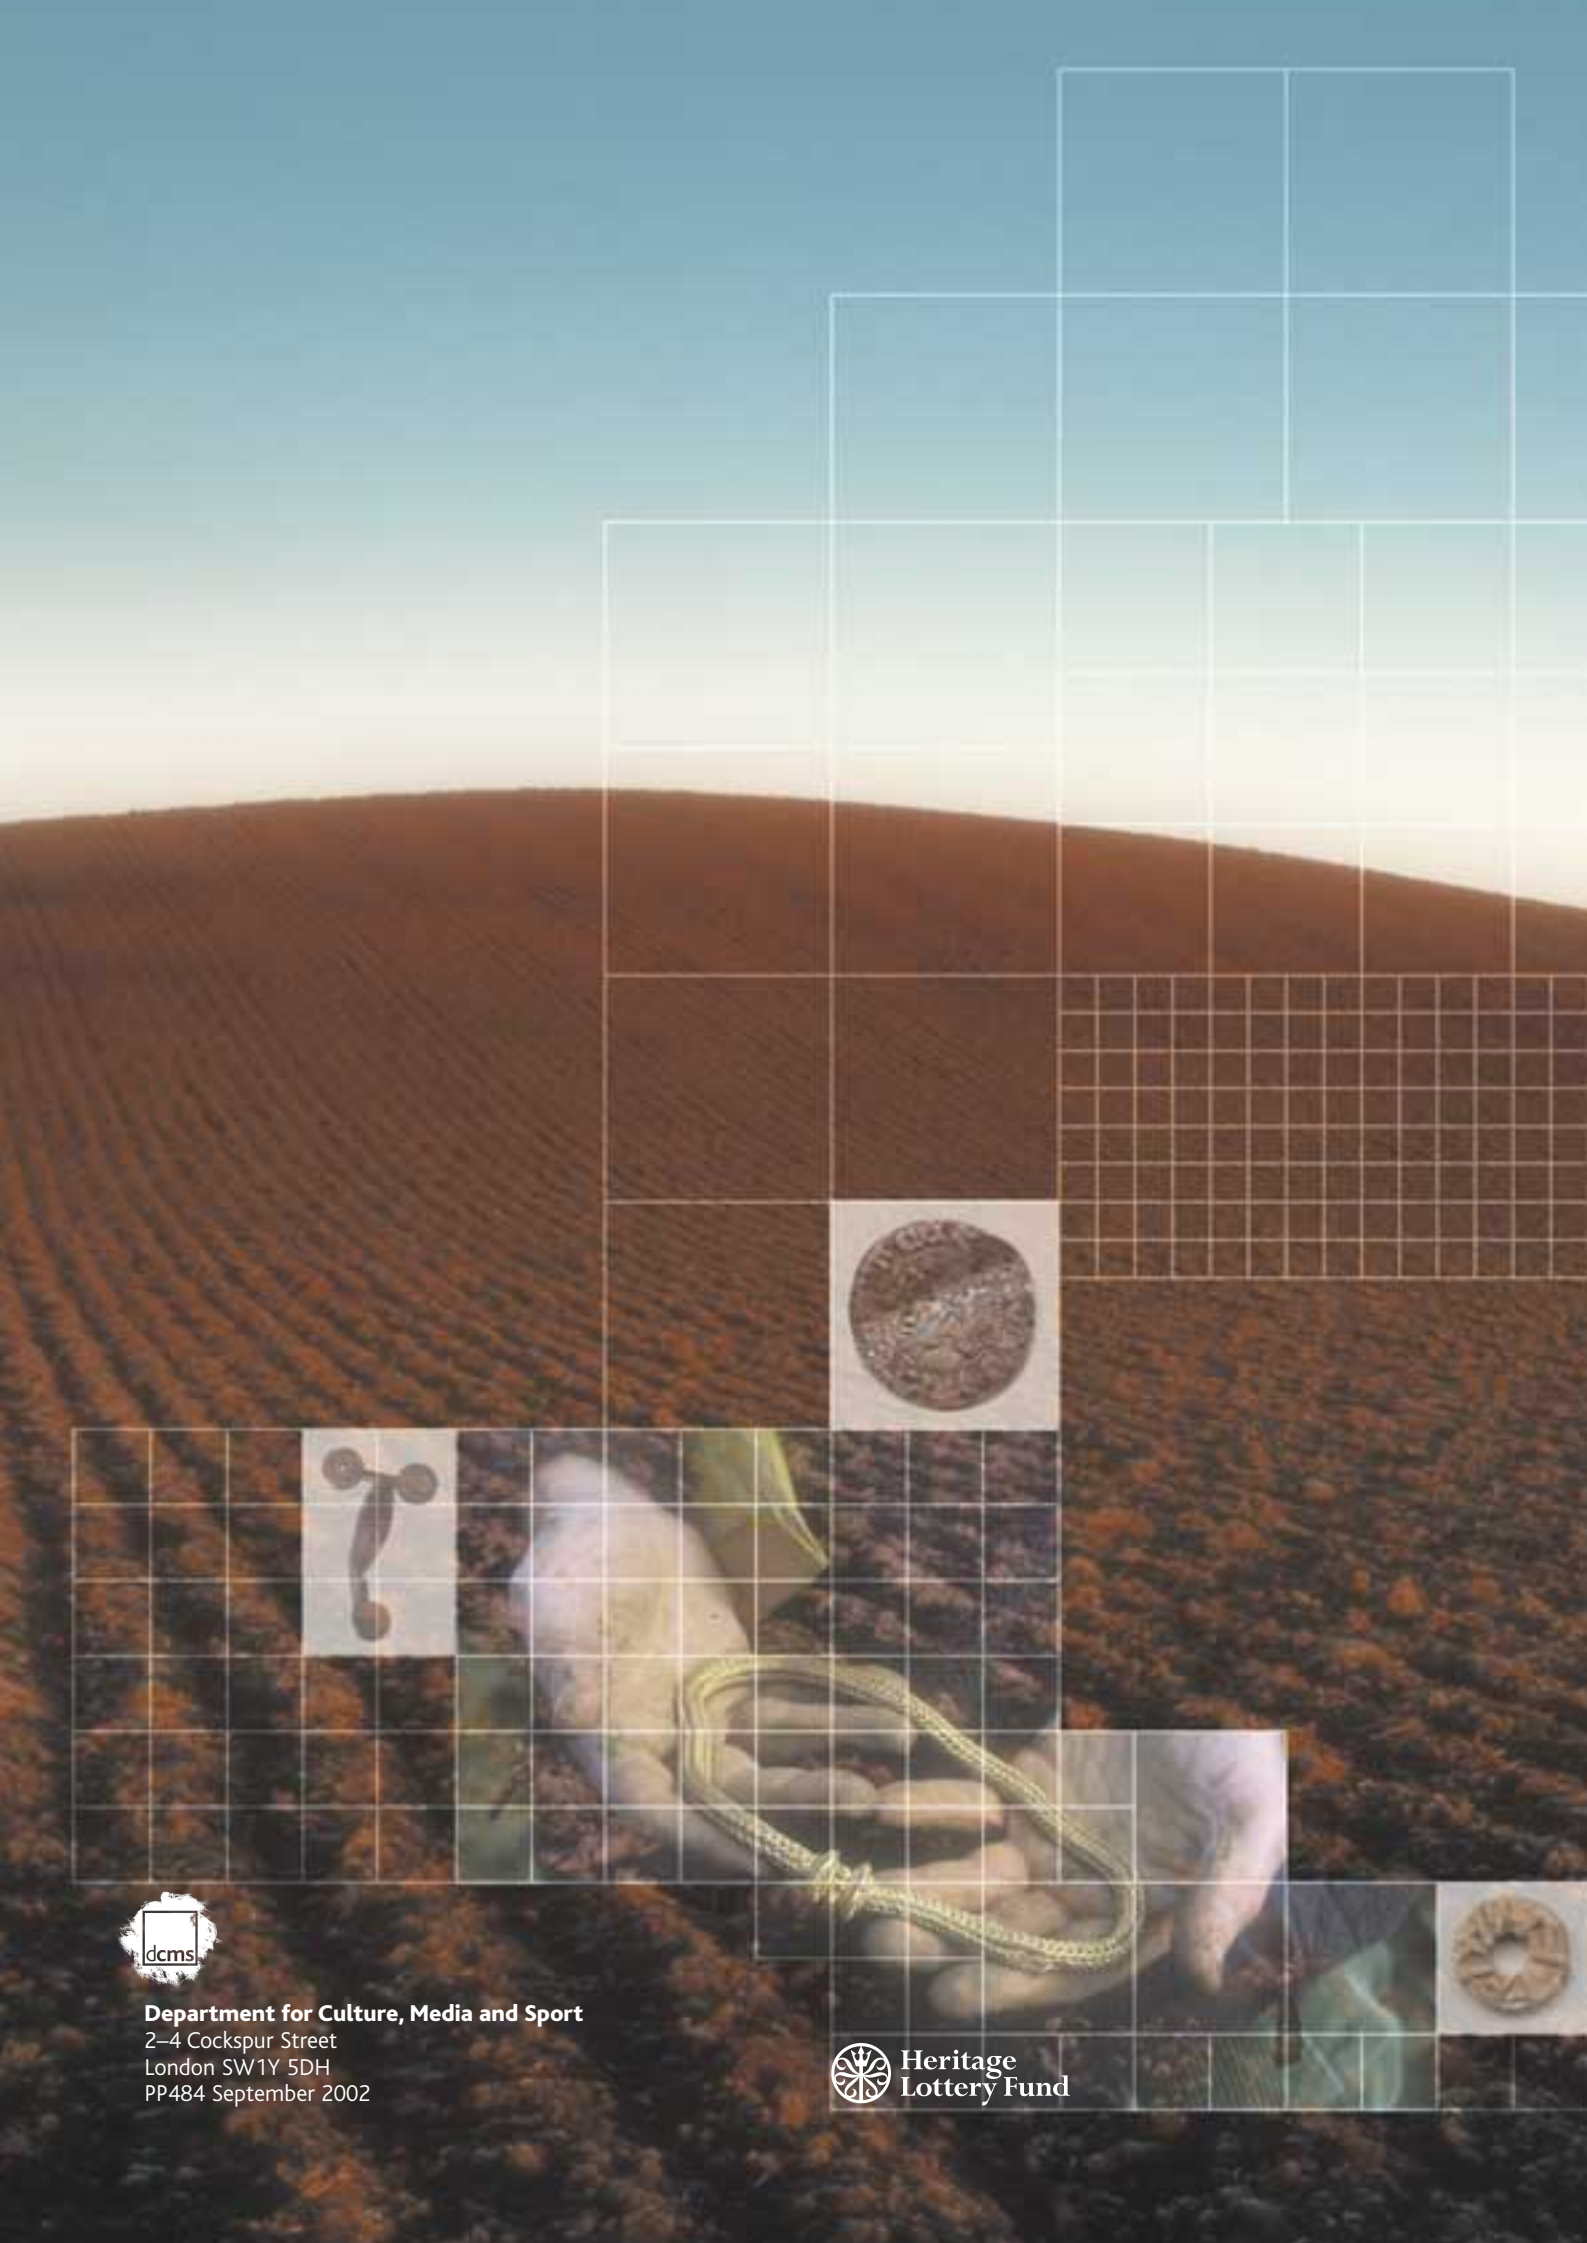 dcms
Department for Culture, Media and Sport
2–4 Cockspur Street
London SW1Y 5DH
PP484 September 2002
Heritage
Lottery Fund